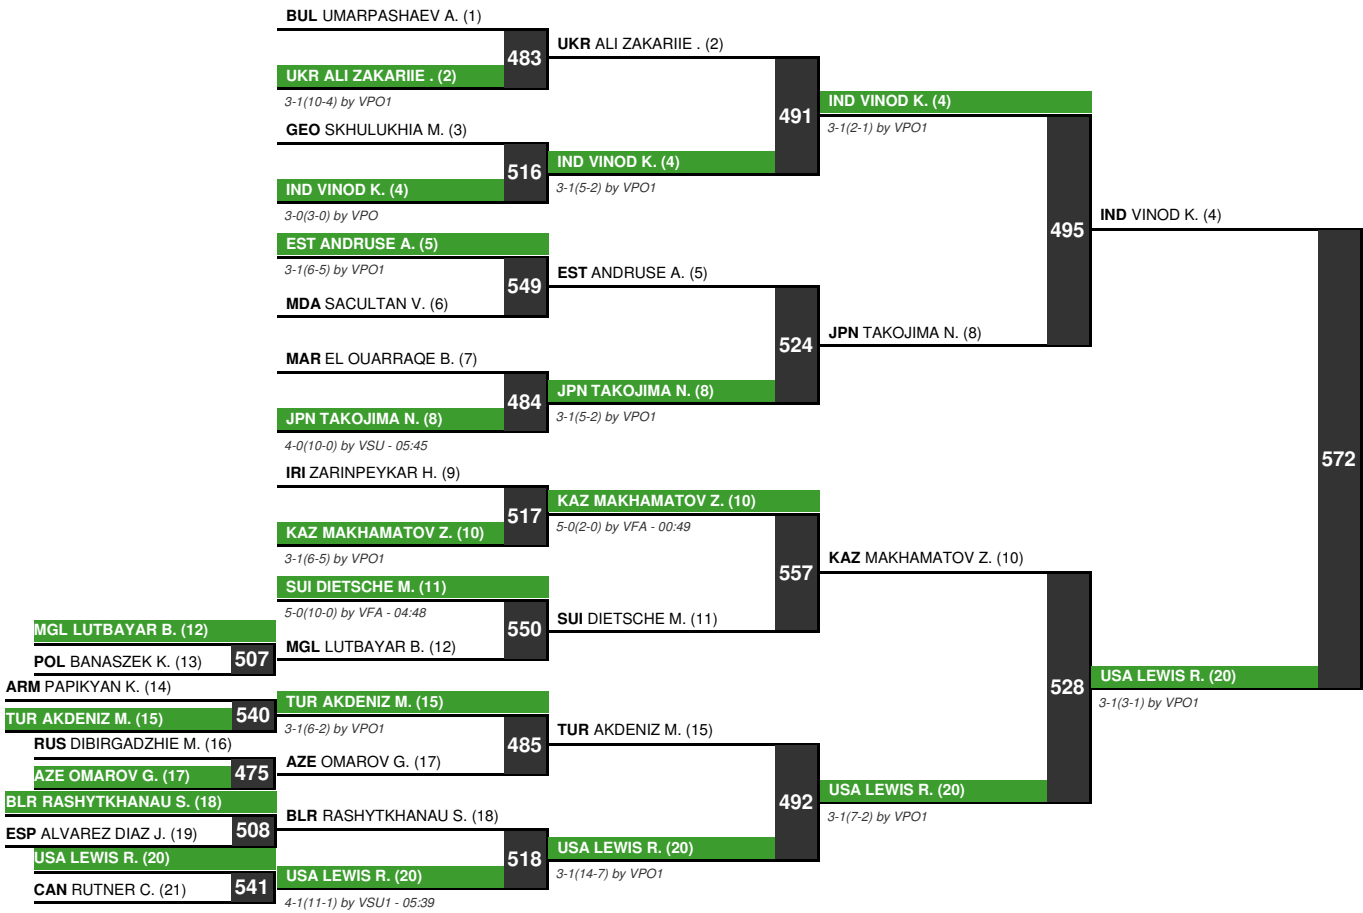 BUL UMARPASHAEV A. (1)
483
UKR ALI ZAKARIIE . (2)
3-1(10-4) by VPO1
GEO SKHULUKHIA M. (3)
516
IND VINOD K. (4)
3-0(3-0) by VPO
EST ANDRUSE A. (5)
3-1(6-5) by VPO1
549
MDA SACULTAN V. (6)
MAR EL OUARRAQE B. (7)
484
JPN TAKOJIMA N. (8)
4-0(10-0) by VSU - 05:45
IRI ZARINPEYKAR H. (9)
517
KAZ MAKHAMATOV Z. (10)
3-1(6-5) by VPO1
SUI DIETSCHE M. (11)
5-0(10-0) by VFA - 04:48
550
MGL LUTBAYAR B. (12)
MGL LUTBAYAR B. (12)
POL BANASZEK K. (13)
507
ARM PAPIKYAN K. (14)
TUR AKDENIZ M. (15)
540
RUS DIBIRGADZHIE M. (16)
AZE OMAROV G. (17)
475
BLR RASHYTKHANAU S. (18)
ESP ALVAREZ DIAZ J. (19)
508
USA LEWIS R. (20)
CAN RUTNER C. (21)
541
TUR AKDENIZ M. (15)
3-1(6-2) by VPO1
485
AZE OMAROV G. (17)
BLR RASHYTKHANAU S. (18)
518
USA LEWIS R. (20)
4-1(11-1) by VSU1 - 05:39
UKR ALI ZAKARIIE . (2)
491
IND VINOD K. (4)
3-1(5-2) by VPO1
EST ANDRUSE A. (5)
524
JPN TAKOJIMA N. (8)
3-1(5-2) by VPO1
KAZ MAKHAMATOV Z. (10)
5-0(2-0) by VFA - 00:49
557
SUI DIETSCHE M. (11)
TUR AKDENIZ M. (15)
492
USA LEWIS R. (20)
3-1(14-7) by VPO1
IND VINOD K. (4)
3-1(2-1) by VPO1
495
JPN TAKOJIMA N. (8)
KAZ MAKHAMATOV Z. (10)
528
USA LEWIS R. (20)
3-1(7-2) by VPO1
IND VINOD K. (4)
572
USA LEWIS R. (20)
3-1(3-1) by VPO1